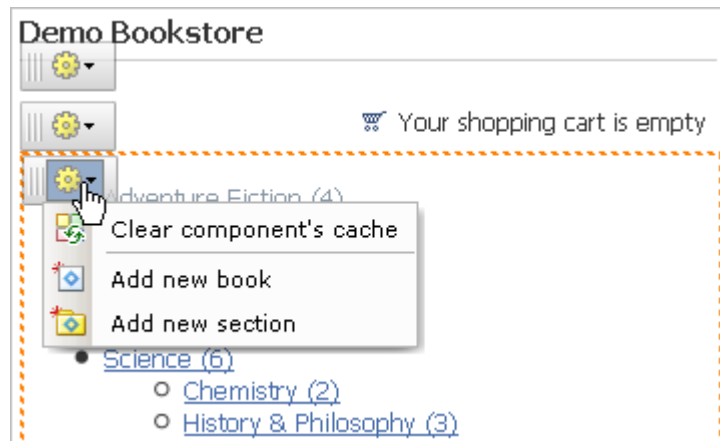 Demo Bookstore
Your shopping cart is empty
Adventure Fiction (4)
Clear component's cache
Add new book
Add new section
Science (6)
Chemistry (2)
History & Philosophy (3)